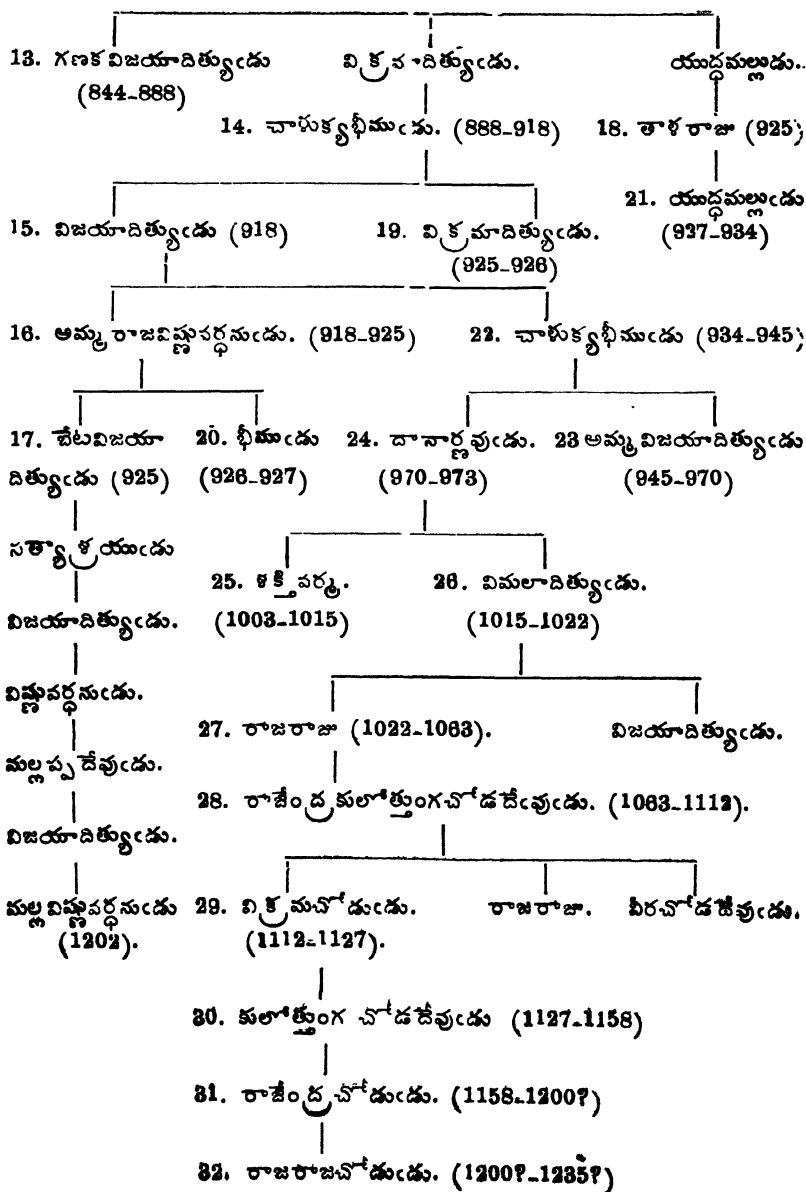 13. గణక విజయాదిత్యుఁడు విక్రమాదిత్యుఁడు. యుద్ధమల్లుడు.
(844-888)
14. చాళుక్యభీముఁడు. (888-918) 18. తాళ రాజు (925)
21. యుద్ధమల్లుఁడు
15. విజయాదిత్యుఁడు (918) 19. విక్రమాదిత్యుఁడు. (927-934)
(925-926)
16. అమ్మ రాజవిష్ణువర్ధనుఁడు. (918-925) 22. చాళుక్యభీముఁడు (934-945)
17. బేటవిజయా 20. భీముఁడు 24. దానార్ణవుఁడు. 23 అమ్మ విజయాదిత్యుఁడు
దిత్యుఁడు (925) (926-927) (970-973) (945-970)
సత్యాశ్రయుఁడు
25. శక్తి వర్మ. 26. విమలాదిత్యుఁడు.
విజయాదిత్యుఁడు. (1003-1015) (1015-1022)
విష్ణువర్ధనుఁడు.
27. రాజరాజు (1022-1063). విజయాదిత్యుఁడు.
మల్లప్ప దేవుఁడు.
28. రాజేంద్రకులోత్తుంగచోడ దేవుఁడు. (1063-1112).
విజయాదిత్యుఁడు.
మల్ల విష్ణువర్ధనుఁడు 29. విక్రమచోడుఁడు. రాజరాజు. వీరచోడదేవుఁడు.
(1202). (1112-1127).
30. కులోత్తుంగ చోడదేవుఁడు (1127-1158)
31. రాజేంద్రచోడుఁడు. (1158-1200?)
32. రాజరాజచోడుఁడు. (1200?-1235?)